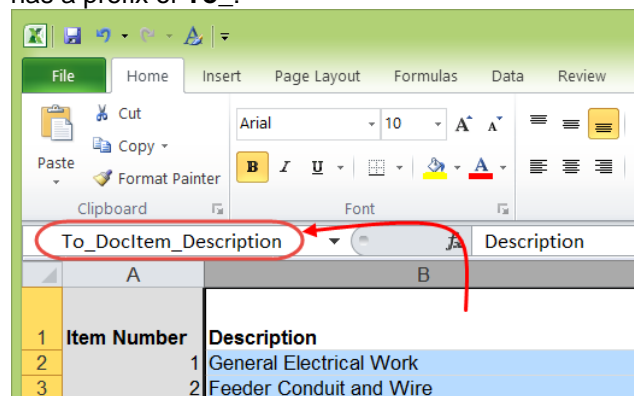 has a prefix of To_.
File Home Insert Page Layout Formulas Data Review
Cut
Copy
Paste
Format Painter
Arial 10 A A
B I U A
Clipboard Font
To_DocItem_Description fx Description
A B
1 Item Number Description
2 1 General Electrical Work
3 2 Feeder Conduit and Wire